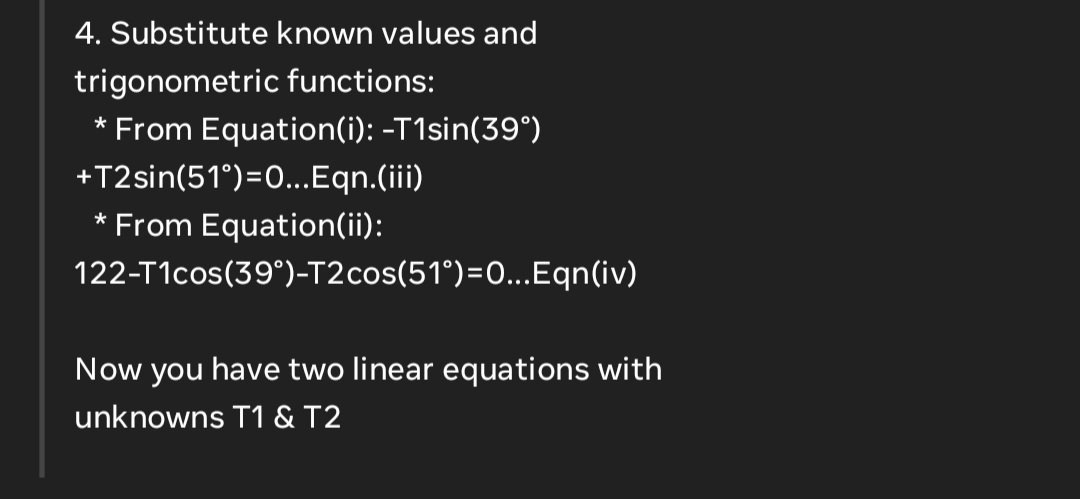 4. Substitute known values and
trigonometric functions:
* From Equation(i): -T1sin(39°)
+T2sin(51°)=0...Eqn.(iii)
* From Equation(ii):
122-T1cos(39°)-T2cos(51°)=0...Eqn(iv)
Now you have two linear equations with
unknowns T1 & T2